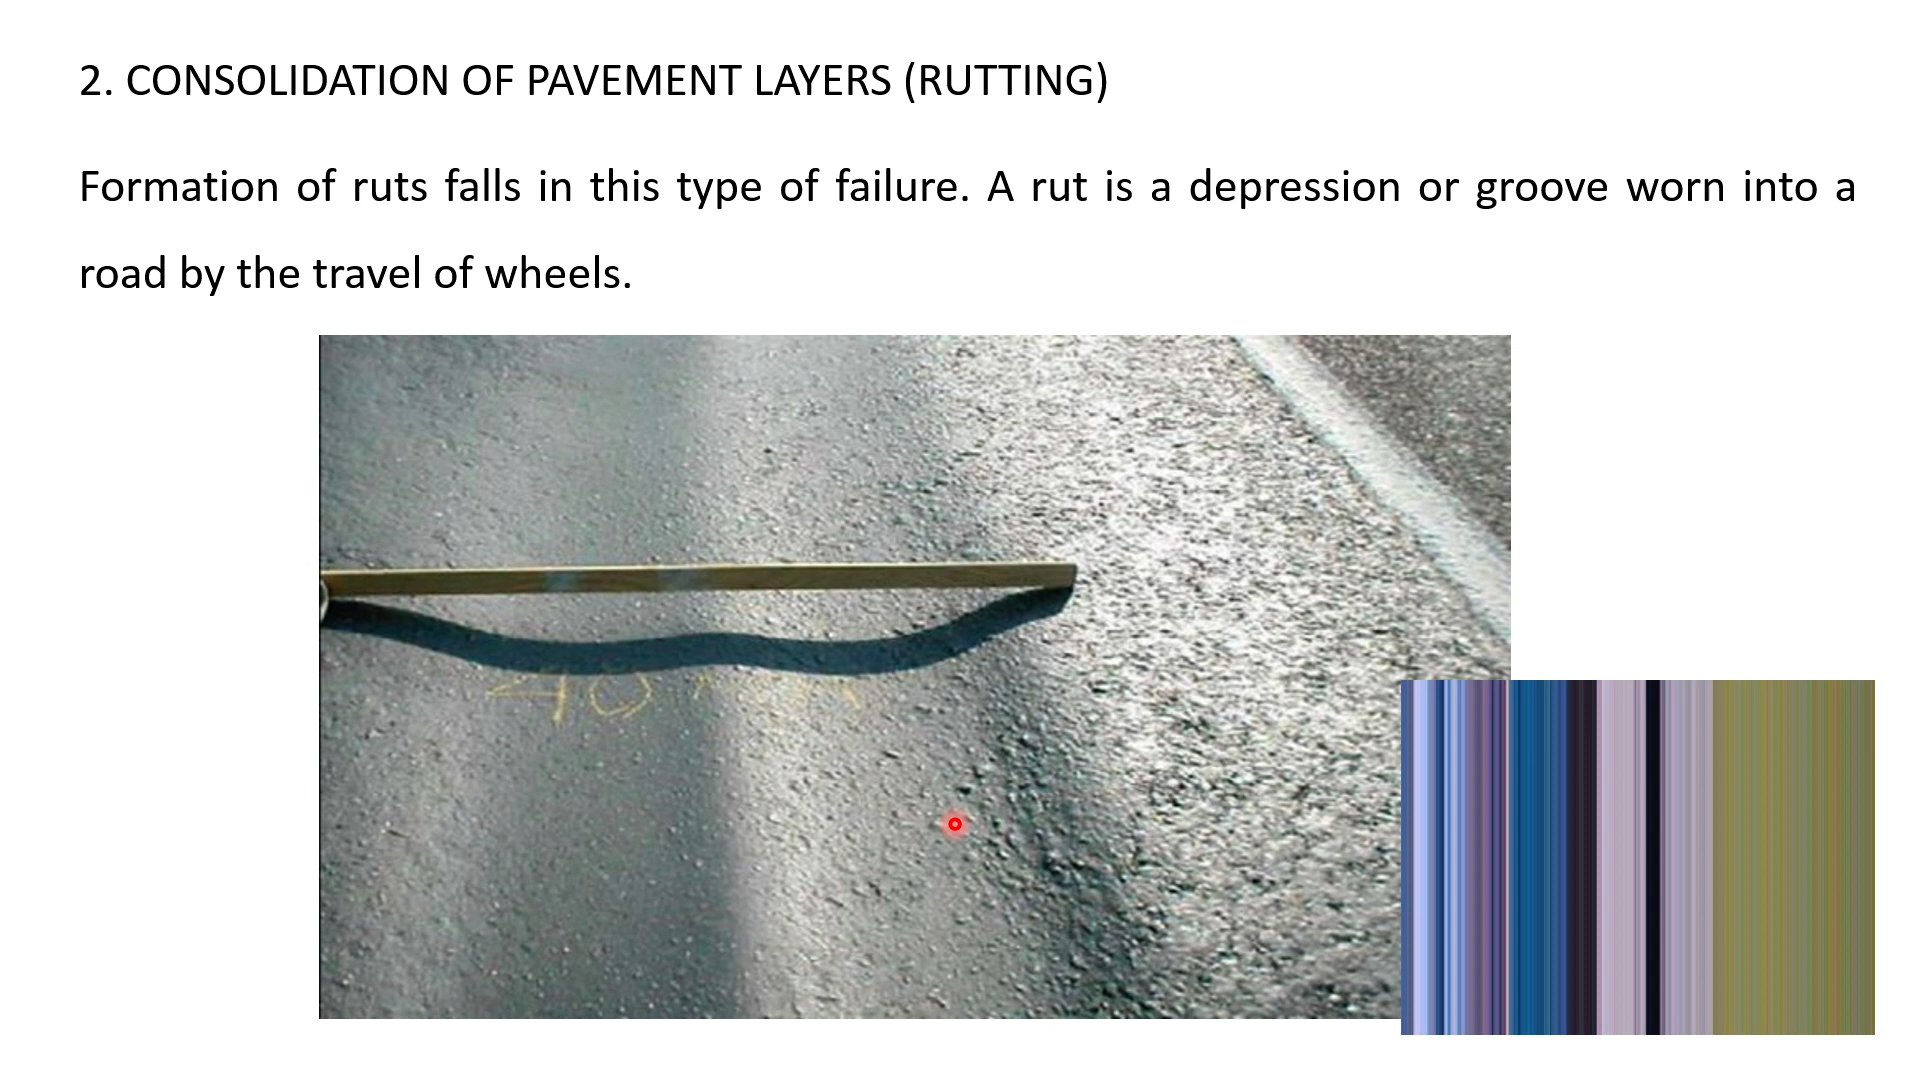 2. CONSOLIDATION OF PAVEMENT LAYERS (RUTTING)
Formation of ruts falls in this type of failure. A rut is a depression or groove worn into a
road by the travel of wheels.
40